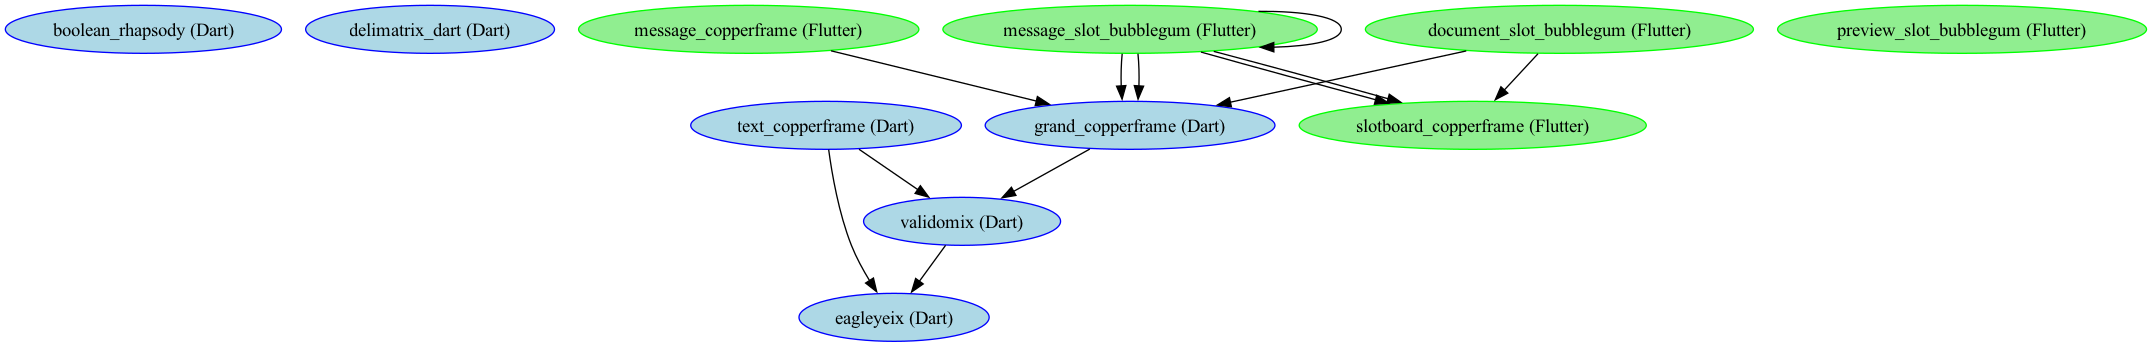 boolean_rhapsody (Dart)
delimatrix_dart (Dart)
message_copperframe (Flutter)
message_slot_bubblegum (Flutter)
document_slot_bubblegum (Flutter)
preview_slot_bubblegum (Flutter)
text_copperframe (Dart)
grand_copperframe (Dart)
slotboard_copperframe (Flutter)
validomix (Dart)
eagleyeix (Dart)